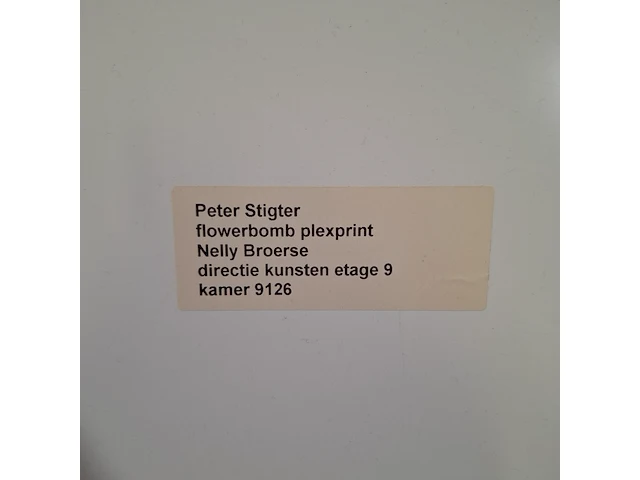 Peter Stigter
flowerbomb plexprint
Nelly Broerse
directie kunsten etage 9
kamer 9126